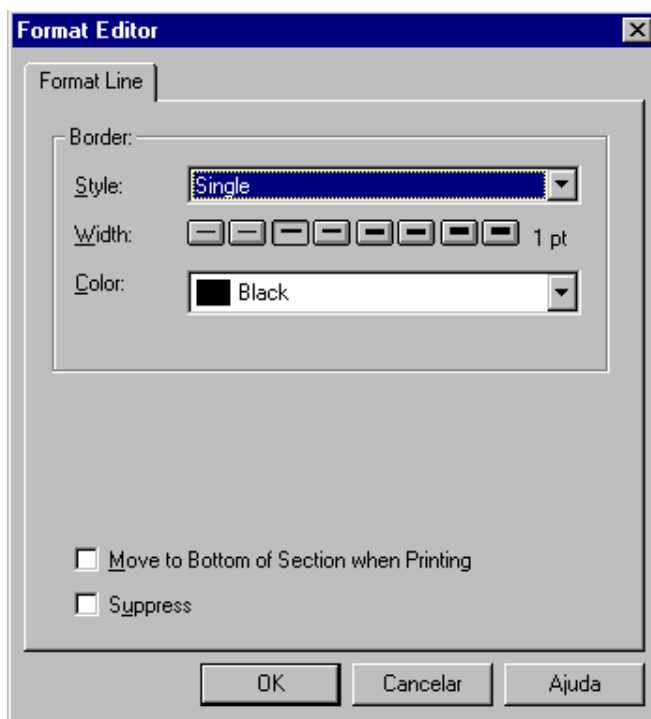 Format Editor
Format Line
Border:
Style: Single
Width: 1 pt
Color: Black
Move to Bottom of Section when Printing
Suppress
OK Cancelar Ajuda